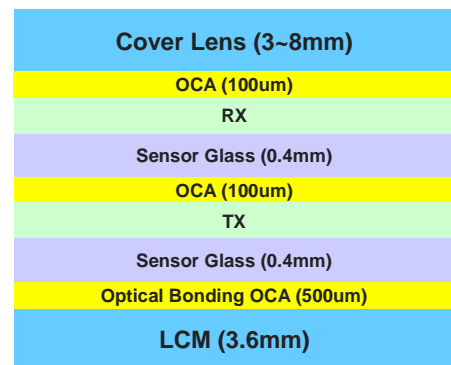 Cover Lens (3~8mm)
OCA (100um)
RX
Sensor Glass (0.4mm)
OCA (100um)
TX
Sensor Glass (0.4mm)
Optical Bonding OCA (500um)
LCM (3.6mm)